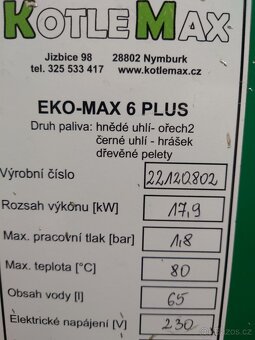 KOTLEMAX
Jizbice 98 28802 Nymburk
tel. 325 533 417 www.kotlemax.cz
EKO-MAX 6 PLUS
Druh paliva: hnědé uhlí- ořech2
černé uhlí - hrášek
dřevěné pelety
Výrobní číslo 22120802
Rozsah výkonu [kW] 17,9
Max. pracovní tlak [bar] 1,8
Max. teplota [°C] 80
Obsah vody [l] 65
Elektrické napájení [V] 230